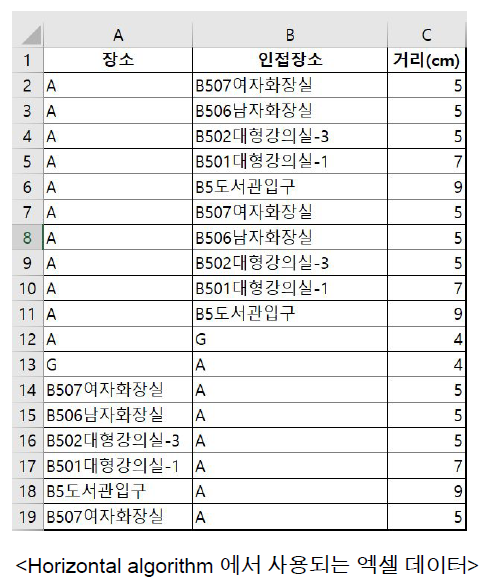 A B C
1 장소 인접장소 거리(cm)
2 A B507여자화장실 5
3 A B506남자화장실 5
4 A B502대형강의실-3 5
5 A B501대형강의실-1 7
6 A B5도서관입구 9
7 A B507여자화장실 5
8 A B506남자화장실 5
9 A B502대형강의실-3 5
10 A B501대형강의실-1 7
11 A B5도서관입구 9
12 A G 4
13 G A 4
14 B507여자화장실 A 5
15 B506남자화장실 A 5
16 B502대형강의실-3 A 5
17 B501대형강의실-1 A 7
18 B5도서관입구 A 9
19 B507여자화장실 A 5
<Horizontal algorithm 에서 사용되는 엑셀 데이터>